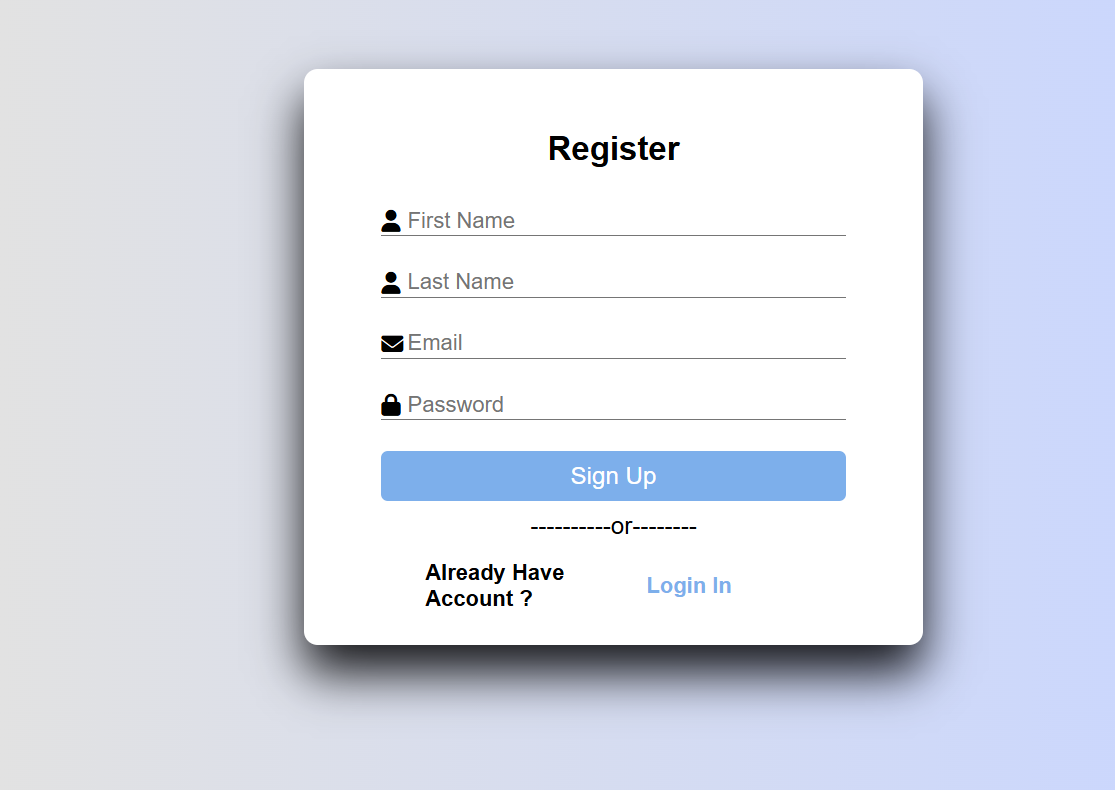 Register
First Name
Last Name
Email
Password
Sign Up
----------or--------
Already Have
Account ?
Login In